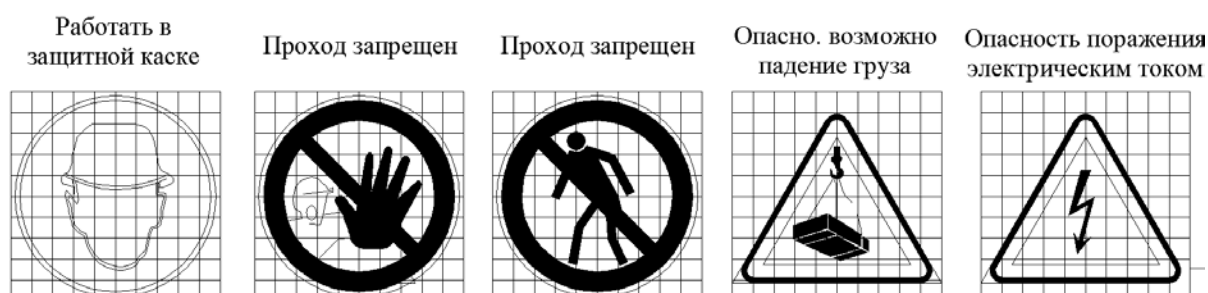 Работать в
защитной каске
Проход запрещен
Проход запрещен
Опасно. возможно
падение груза
Опасность поражения
электрическим током